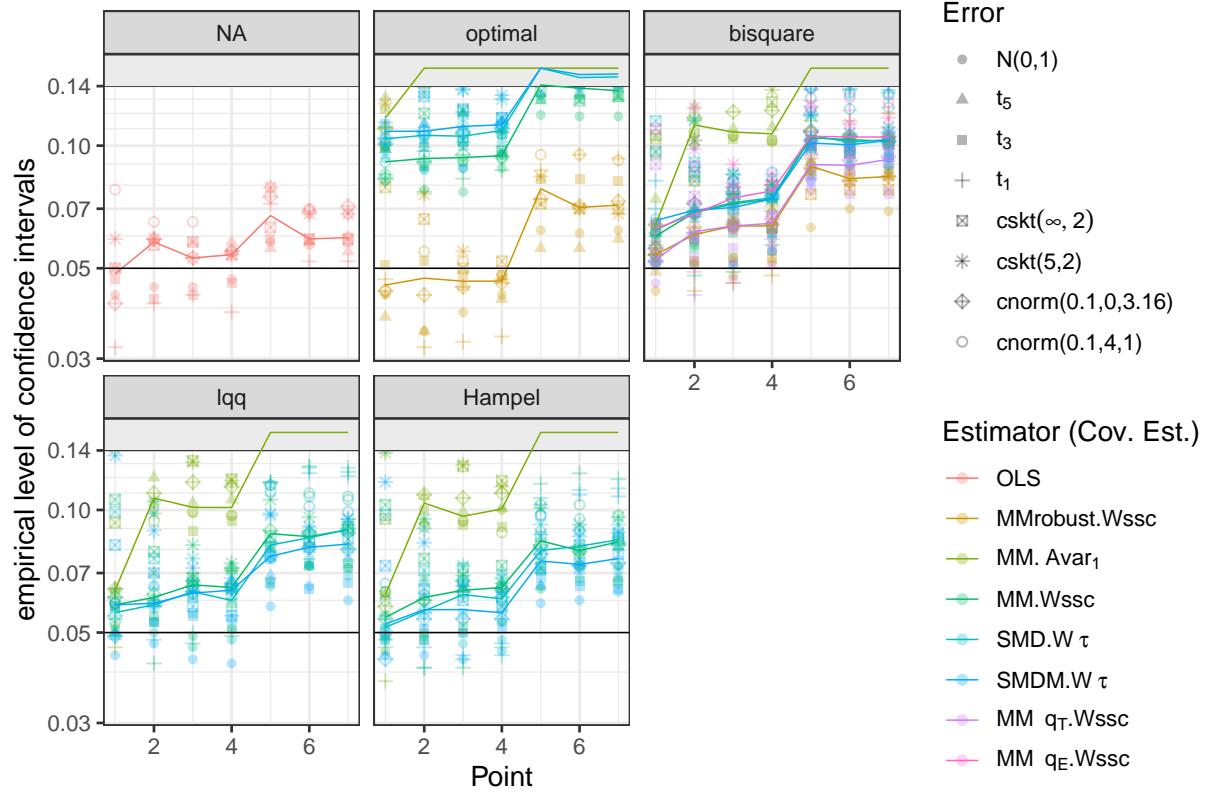 NA
optimal
bisquare
0.14
0.10
0.07
0.05
0.03
2
4
6
lqq
Hampel
0.14
0.10
0.07
0.05
0.03
2
4
6
2
4
6
Point
empirical level of confidence intervals
Error
N(0,1)
t₅
t₃
t₁
cskt(∞, 2)
cskt(5,2)
cnorm(0.1,0,3.16)
cnorm(0.1,4,1)
Estimator (Cov. Est.)
OLS
MMrobust.Wssc
MM. Avar₁
MM.Wssc
SMD.W τ
SMDM.W τ
MM q_T.Wssc
MM q_E.Wssc